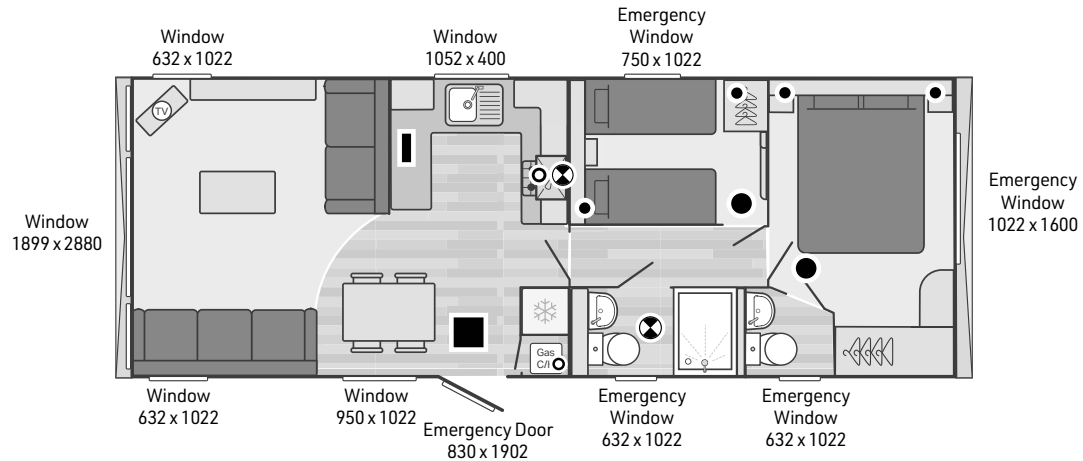 Emergency
Window
750 x 1022
Window
632 x 1022
Window
1052 x 400
TV
Emergency
Window
1022 x 1600
Window
1899 x 2880
Gas
C/H
Window
632 x 1022
Window
950 x 1022
Emergency Door
830 x 1902
Emergency
Window
632 x 1022
Emergency
Window
632 x 1022